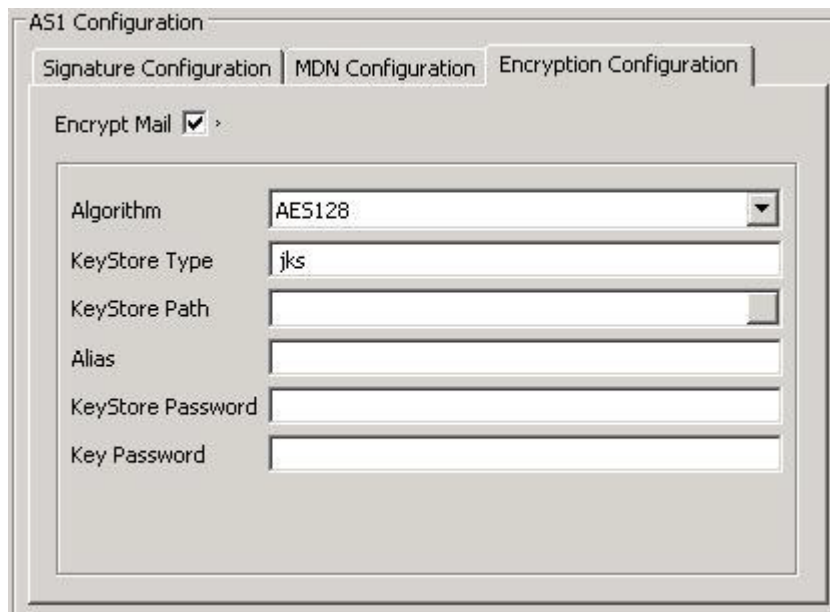 AS1 Configuration
Signature Configuration MDN Configuration Encryption Configuration
Encrypt Mail
Algorithm AES128
KeyStore Type jks
KeyStore Path
Alias
KeyStore Password
Key Password